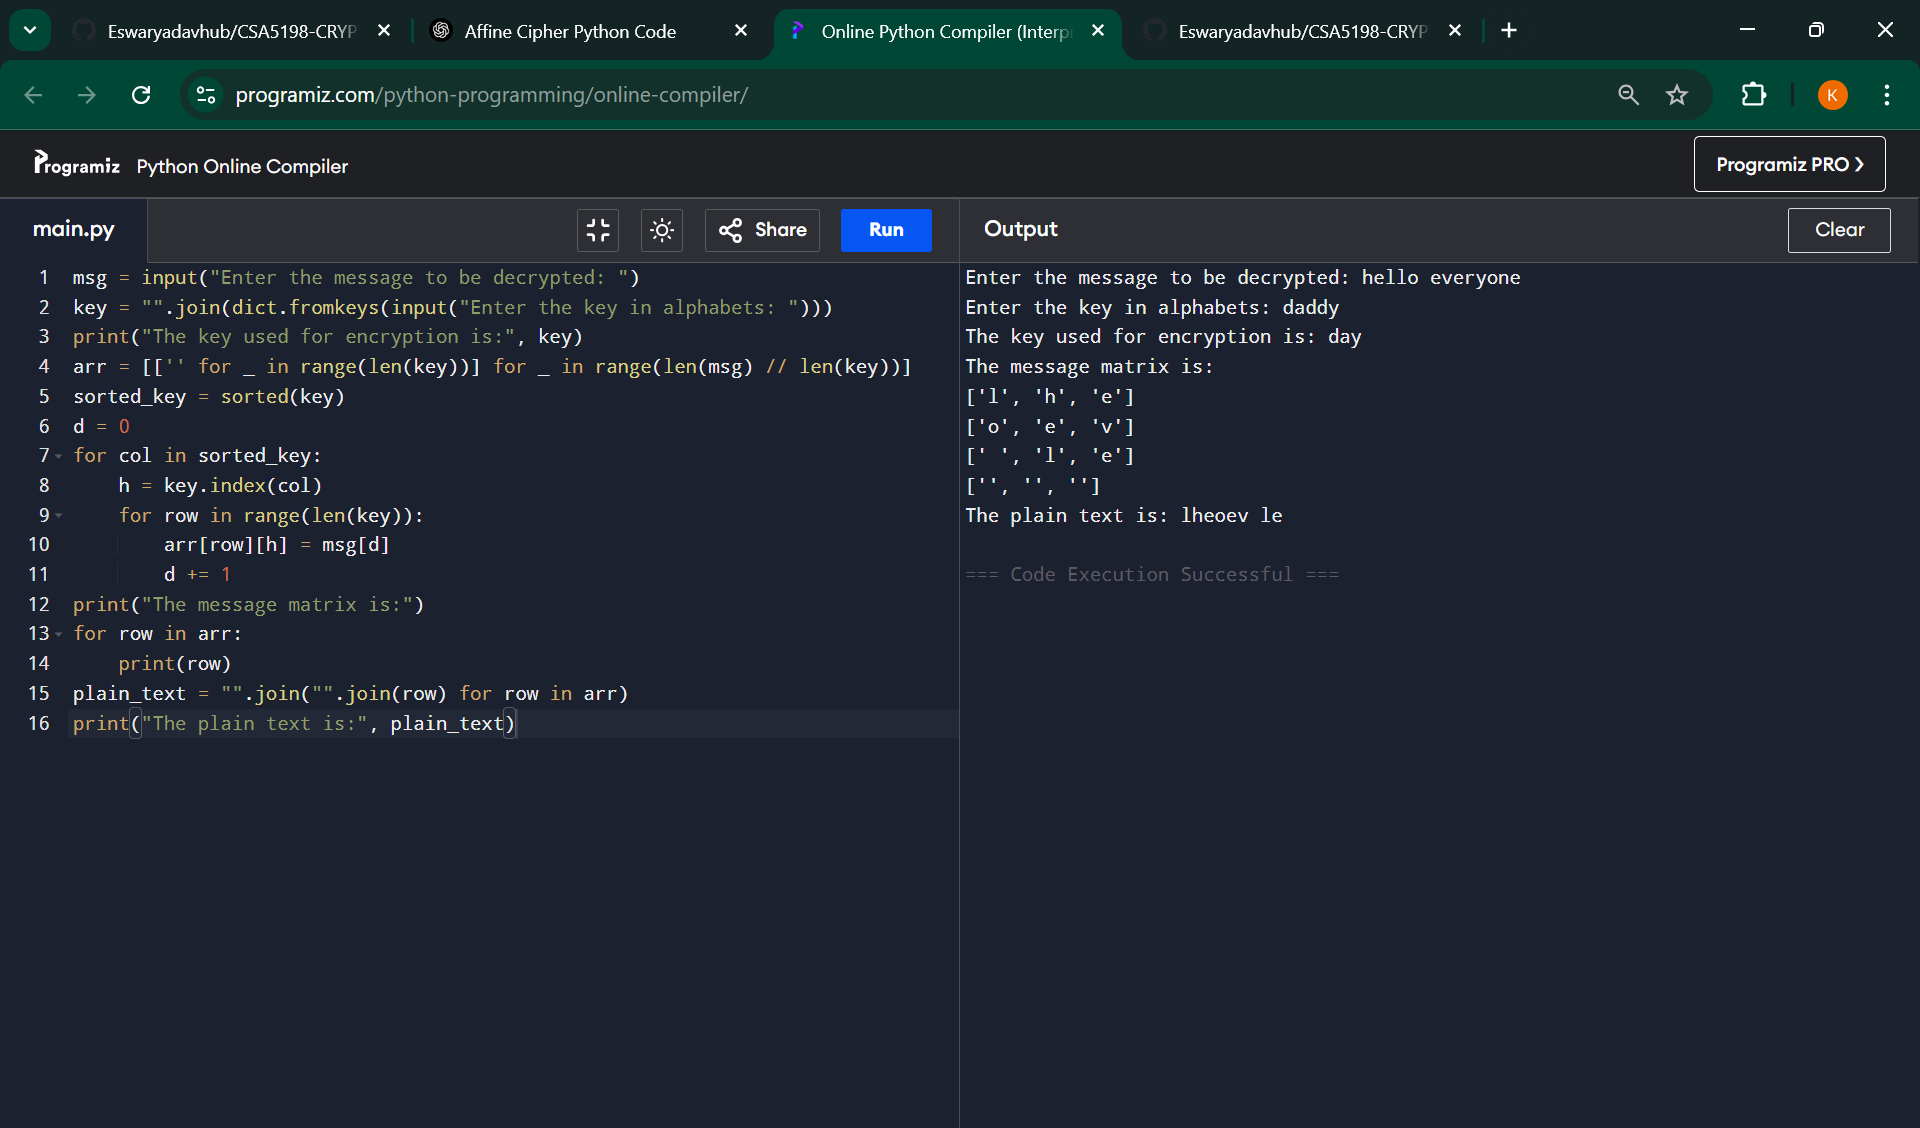 Eswaryadavhub/CSA5198-CRYP
Affine Cipher Python Code
Online Python Compiler (Interp
Eswaryadavhub/CSA5198-CRYP
programiz.com/python-programming/online-compiler/
K
Programiz Python Online Compiler
Programiz PRO
main.py
Share
Run
Output
Clear
1 msg = input("Enter the message to be decrypted: ")
2 key = "".join(dict.fromkeys(input("Enter the key in alphabets: ")))
3 print("The key used for encryption is:", key)
4 arr = [['' for _ in range(len(key))] for _ in range(len(msg) // len(key))]
5 sorted_key = sorted(key)
6 d = 0
7 for col in sorted_key:
8     h = key.index(col)
9     for row in range(len(key)):
10         arr[row][h] = msg[d]
11         d += 1
12 print("The message matrix is:")
13 for row in arr:
14     print(row)
15 plain_text = "".join("".join(row) for row in arr)
16 print("The plain text is:", plain_text)
Enter the message to be decrypted: hello everyone
Enter the key in alphabets: daddy
The key used for encryption is: day
The message matrix is:
['l', 'h', 'e']
['o', 'e', 'v']
[' ', 'l', 'e']
['', '', '']
The plain text is: lheoev le
=== Code Execution Successful ===